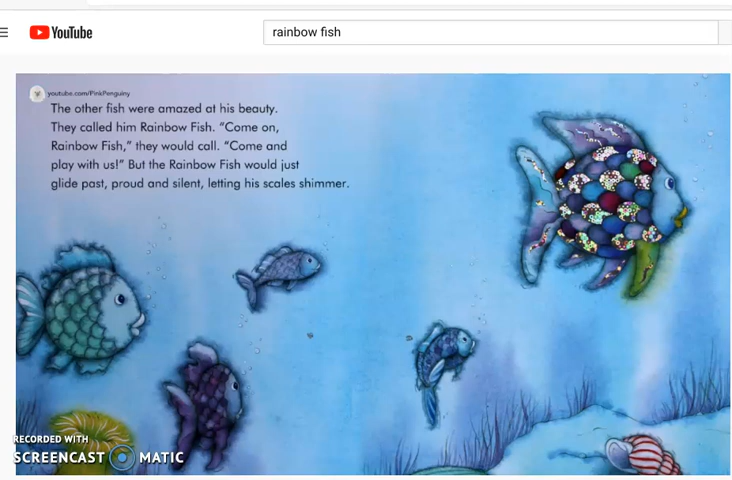 YouTube
rainbow fish
youtube.com/PinkPenguiny
The other fish were amazed at his beauty.
They called him Rainbow Fish. “Come on,
Rainbow Fish,” they would call. “Come and
play with us!” But the Rainbow Fish would just
glide past, proud and silent, letting his scales shimmer.
RECORDED WITH
SCREENCAST MATIC